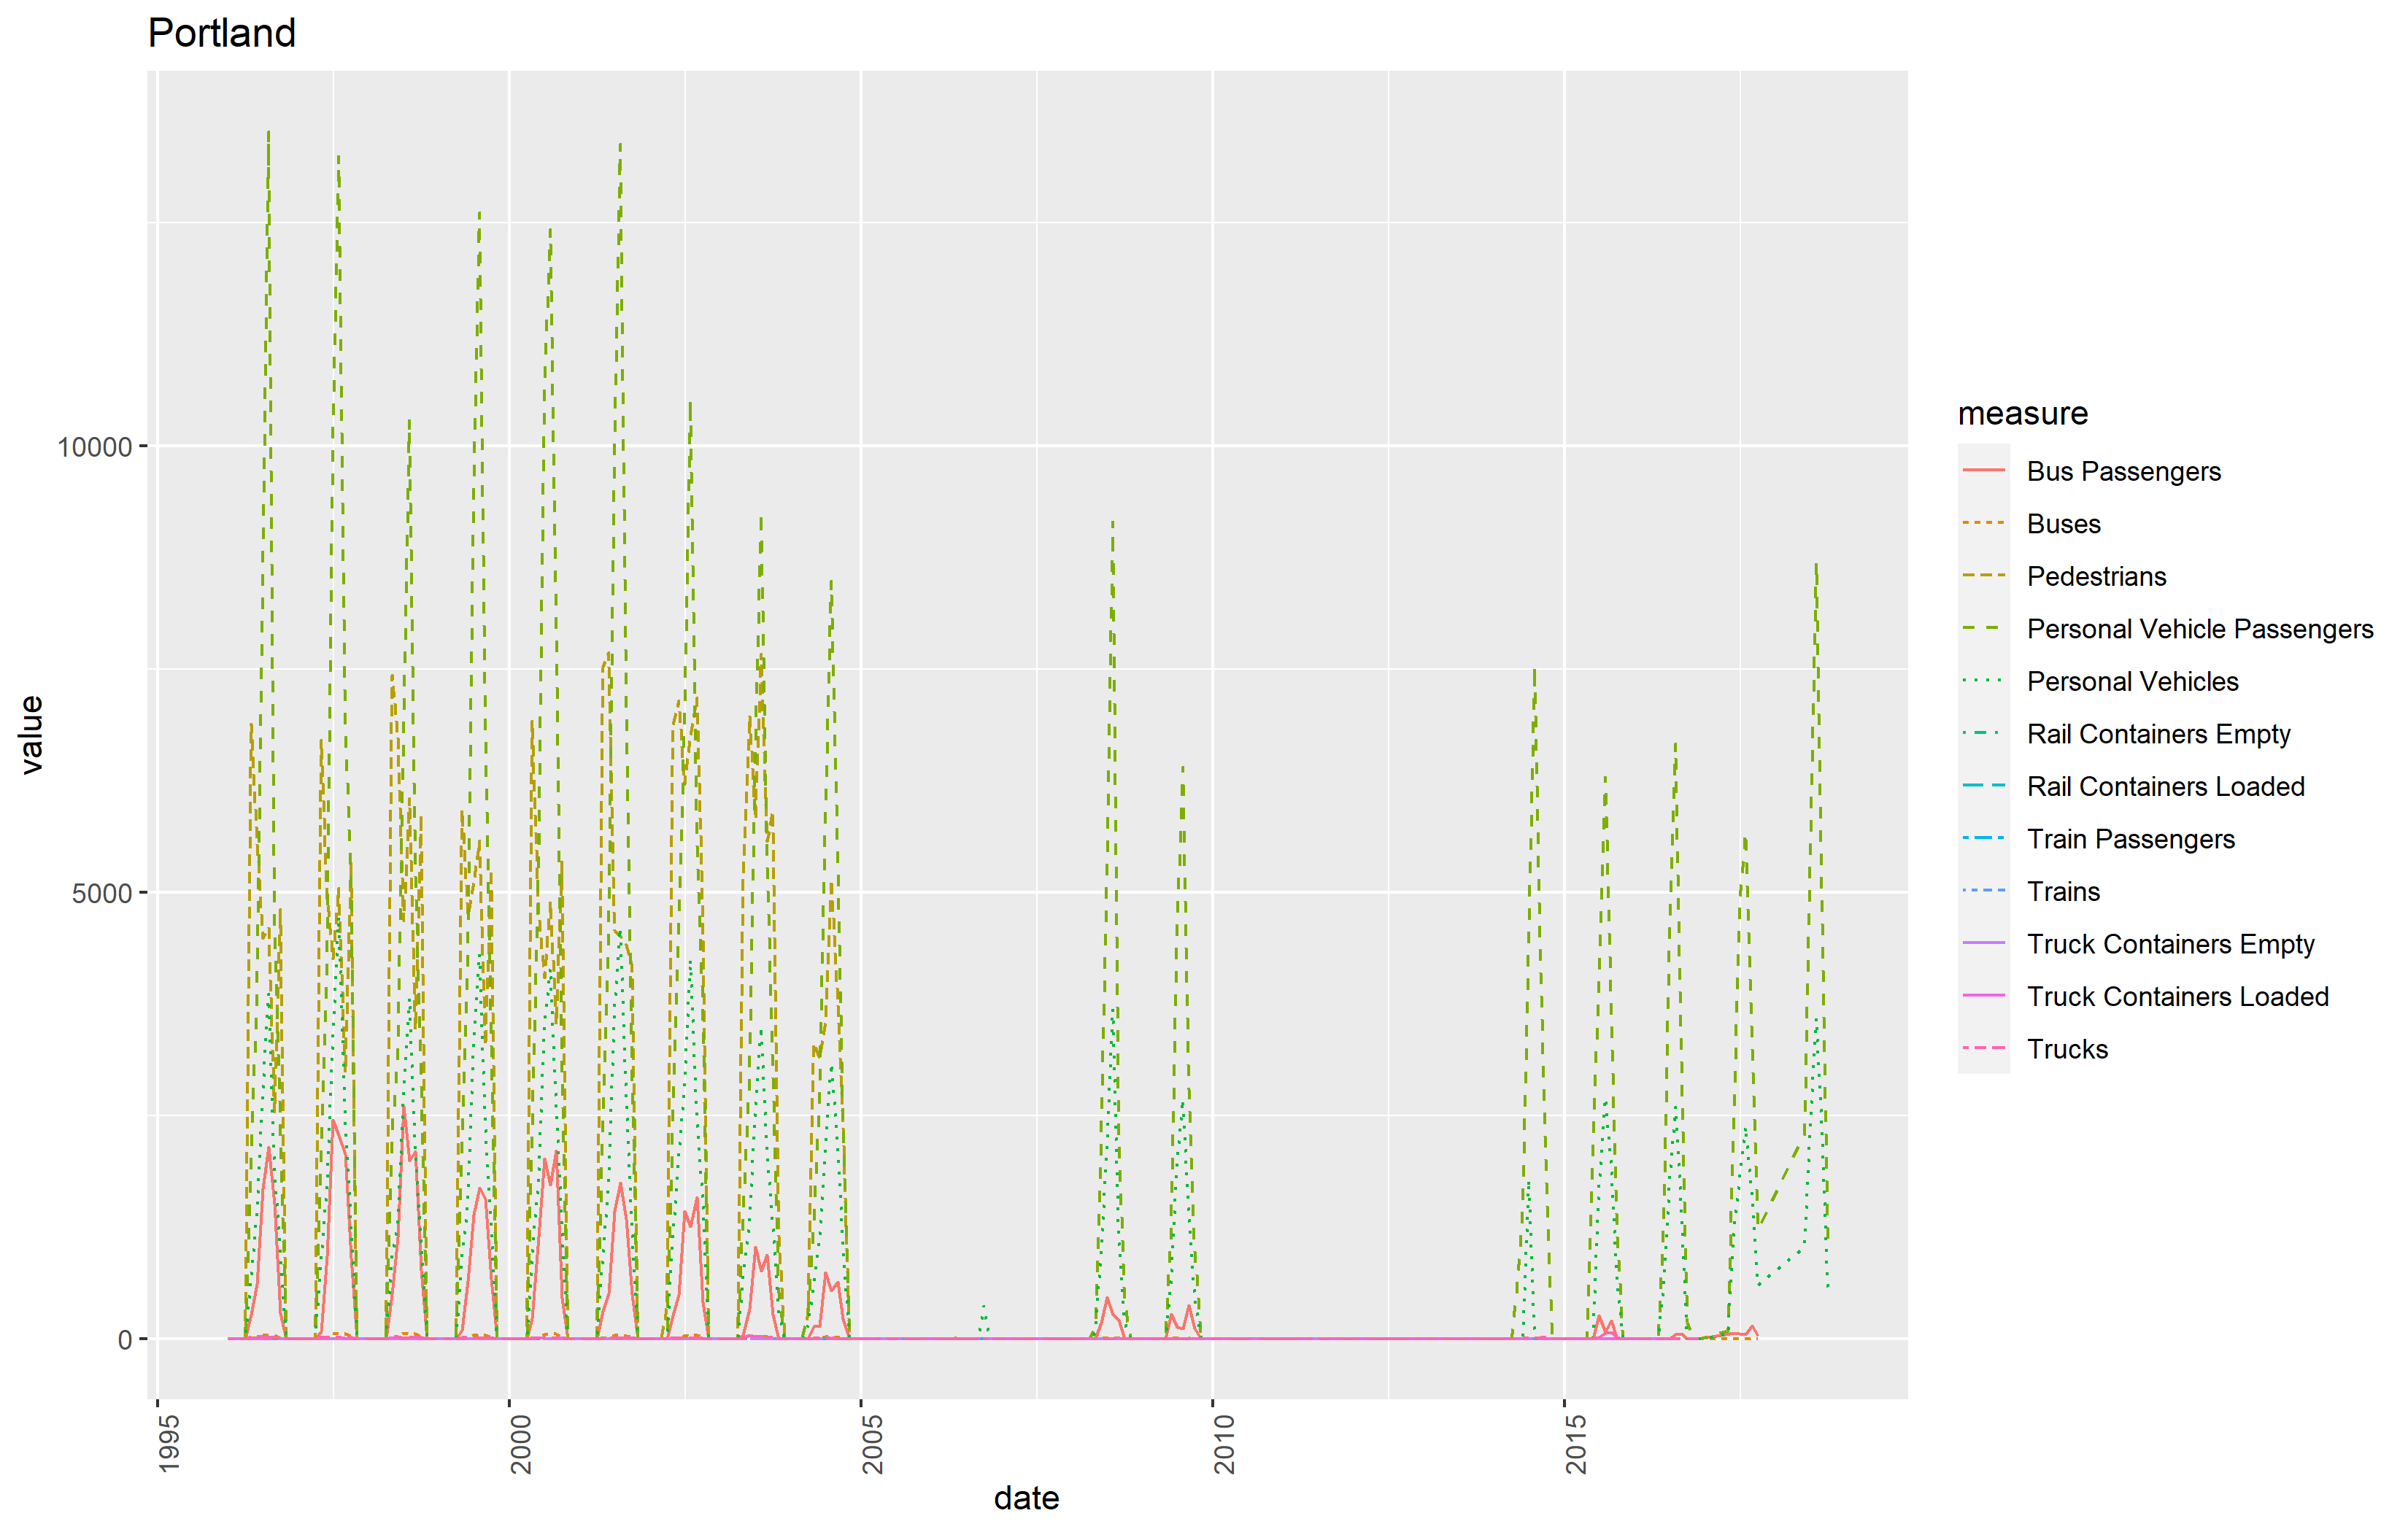 Portland
10000
5000
0
value
1995
2000
2005
2010
2015
date
measure
Bus Passengers
Buses
Pedestrians
Personal Vehicle Passengers
Personal Vehicles
Rail Containers Empty
Rail Containers Loaded
Train Passengers
Trains
Truck Containers Empty
Truck Containers Loaded
Trucks